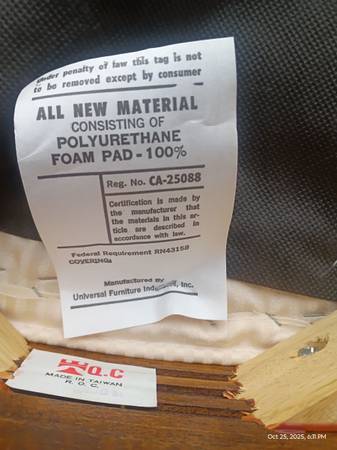 Under penalty of law this tag is not
to be removed except by consumer
ALL NEW MATERIAL
CONSISTING OF
POLYURETHANE
FOAM PAD - 100%
Reg. No. CA-25088
Certification is made by
the manufacturer that
the materials in this ar-
ticle are described in
accordance with law.
Federal Requirement RN43158
COVERING:
Manufactured By
Universal Furniture Inc.
Q.C
MADE IN TAIWAN
R. O. C.
Oct 25, 2025, 6:11 PM